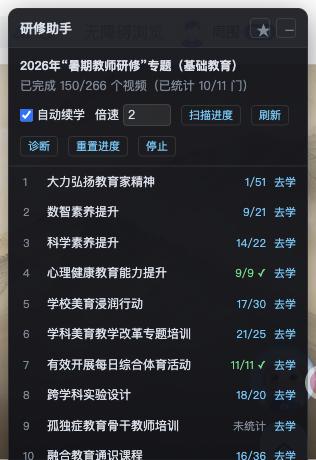 研修助手
无障碍浏览
2026年“暑期教师研修”专题（基础教育）
已完成 150/266 个视频（已统计 10/11 门）
自动续学 倍速 2 扫描进度 刷新
诊断 重置进度 停止
1 大力弘扬教育家精神 1/51 去学
2 数智素养提升 9/21 去学
3 科学素养提升 14/22 去学
4 心理健康教育能力提升 9/9 ✓ 去学
5 学校美育浸润行动 17/30 去学
6 学科美育教学改革专题培训 21/25 去学
7 有效开展每日综合体育活动 11/11 ✓ 去学
8 跨学科实验设计 18/20 去学
9 孤独症教育骨干教师培训 未统计 去学
10 融合教育通识课程 16/36 去学